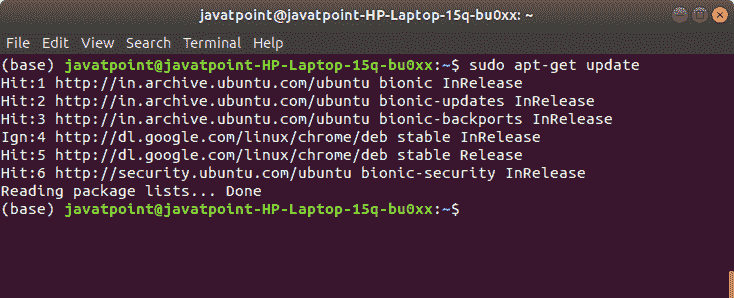 javatpoint@javatpoint-HP-Laptop-15q-bu0xx: ~
File Edit View Search Terminal Help
(base) javatpoint@javatpoint-HP-Laptop-15q-bu0xx:~$ sudo apt-get update
Hit:1 http://in.archive.ubuntu.com/ubuntu bionic InRelease
Hit:2 http://in.archive.ubuntu.com/ubuntu bionic-updates InRelease
Hit:3 http://in.archive.ubuntu.com/ubuntu bionic-backports InRelease
Ign:4 http://dl.google.com/linux/chrome/deb stable InRelease
Hit:5 http://dl.google.com/linux/chrome/deb stable Release
Hit:6 http://security.ubuntu.com/ubuntu bionic-security InRelease
Reading package lists... Done
(base) javatpoint@javatpoint-HP-Laptop-15q-bu0xx:~$